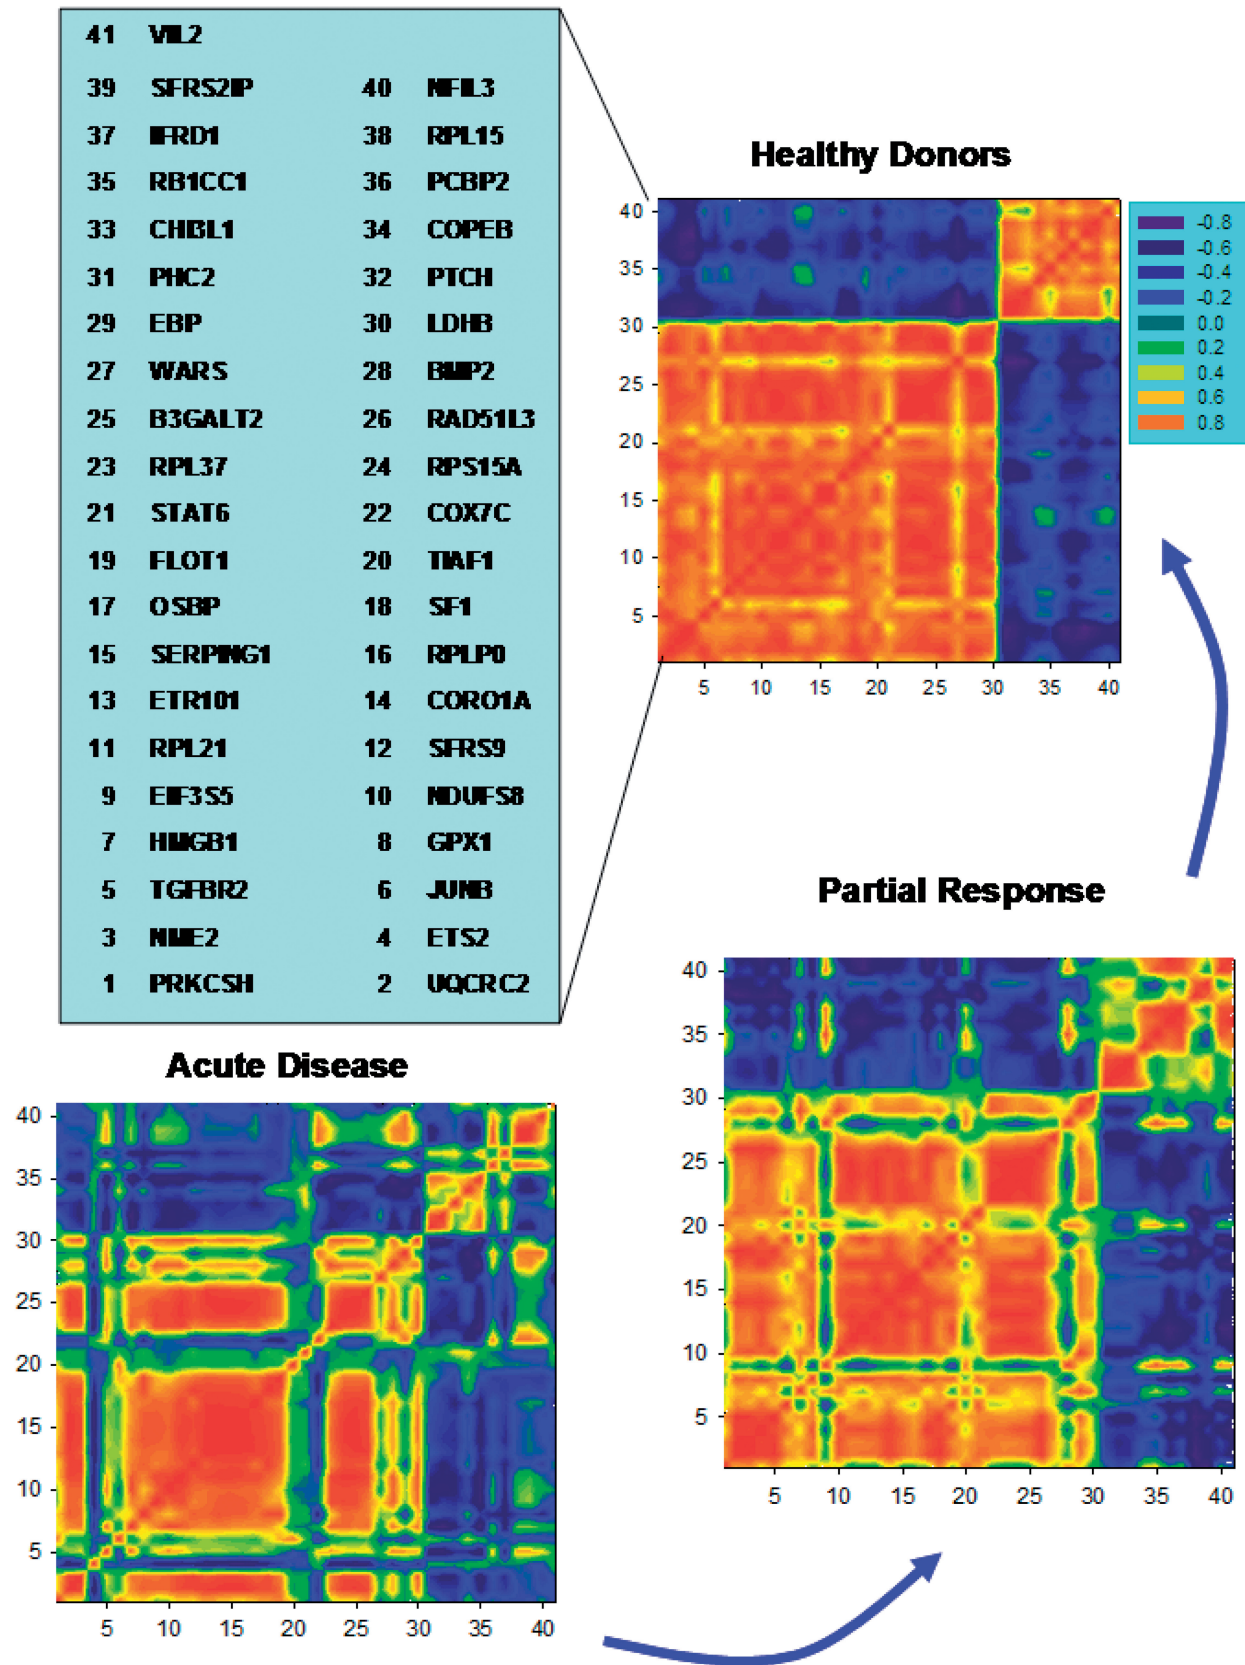 41 VIL2
39 SFRS2IP 40 NFIL3
37 IFRD1 38 RPL15
35 RB1CC1 36 PCBP2
33 CHI3L1 34 COPEB
31 PHC2 32 PTCH
29 EBP 30 LDHB
27 WARS 28 BMP2
25 B3GALT2 26 RAD51L3
23 RPL37 24 RPS15A
21 STAT6 22 COX7C
19 FLOT1 20 TIAF1
17 OSBP 18 SF1
15 SERPING1 16 RPLP0
13 ETR101 14 CORO1A
11 RPL21 12 SFRS9
9 EIF3S5 10 NDUFS8
7 HMGB1 8 GPX1
5 TGFBR2 6 JUNB
3 NME2 4 ETS2
1 PRKCSH 2 UQCRC2
Healthy Donors
40
35
30
25
20
15
10
5
5 10 15 20 25 30 35 40
-0.8
-0.6
-0.4
-0.2
0.0
0.2
0.4
0.6
0.8
Partial Response
40
35
30
25
20
15
10
5
5 10 15 20 25 30 35 40
Acute Disease
40
35
30
25
20
15
10
5
5 10 15 20 25 30 35 40